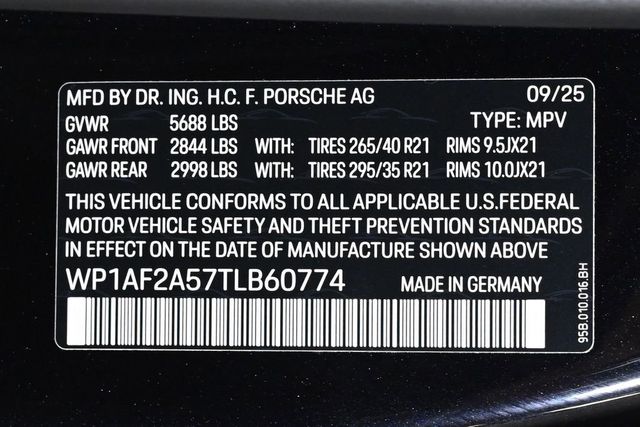 MFD BY DR. ING. H.C. F. PORSCHE AG 09/25
GVWR 5688 LBS TYPE: MPV
GAWR FRONT 2844 LBS WITH: TIRES 265/40 R21 RIMS 9.5JX21
GAWR REAR 2998 LBS WITH: TIRES 295/35 R21 RIMS 10.0JX21
THIS VEHICLE CONFORMS TO ALL APPLICABLE U.S.FEDERAL
MOTOR VEHICLE SAFETY AND THEFT PREVENTION STANDARDS
IN EFFECT ON THE DATE OF MANUFACTURE SHOWN ABOVE
WP1AF2A57TLB60774 MADE IN GERMANY
95B.010.016.BH